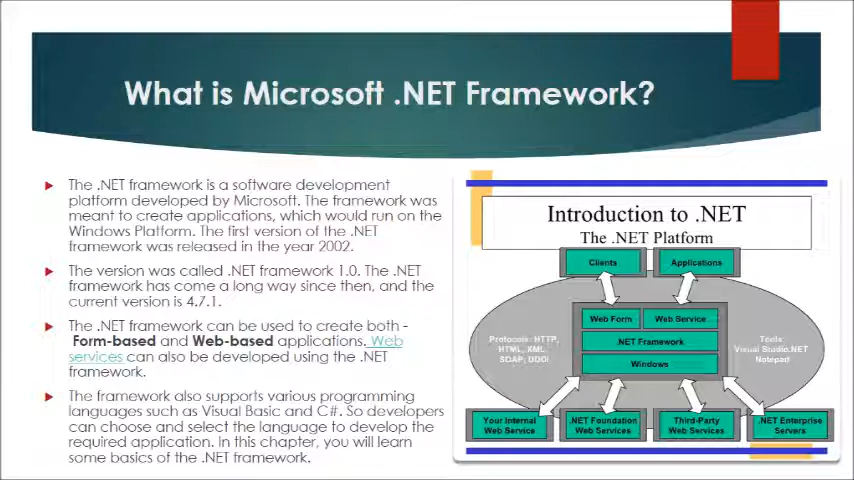 What is Microsoft .NET Framework?
The .NET framework is a software development
platform developed by Microsoft. The framework was
meant to create applications, which would run on the
Windows Platform. The first version of the .NET
framework was released in the year 2002.
The version was called .NET framework 1.0. The .NET
framework has come a long way since then, and the
current version is 4.7.1.
The .NET framework can be used to create both -
Form-based and Web-based applications. Web
services can also be developed using the .NET
framework.
The framework also supports various programming
languages such as Visual Basic and C#. So developers
can choose and select the language to develop the
required application. In this chapter, you will learn
some basics of the .NET framework.
Introduction to .NET
The .NET Platform
Clients
Applications
Web Form
Web Service
.NET Framework
Windows
Protocols: HTTP,
HTML, XML,
SOAP, UDDI
Tools:
Visual Studio.NET
Notepad
Your Internal
Web Service
.NET Foundation
Web Services
Third-Party
Web Services
.NET Enterprise
Servers